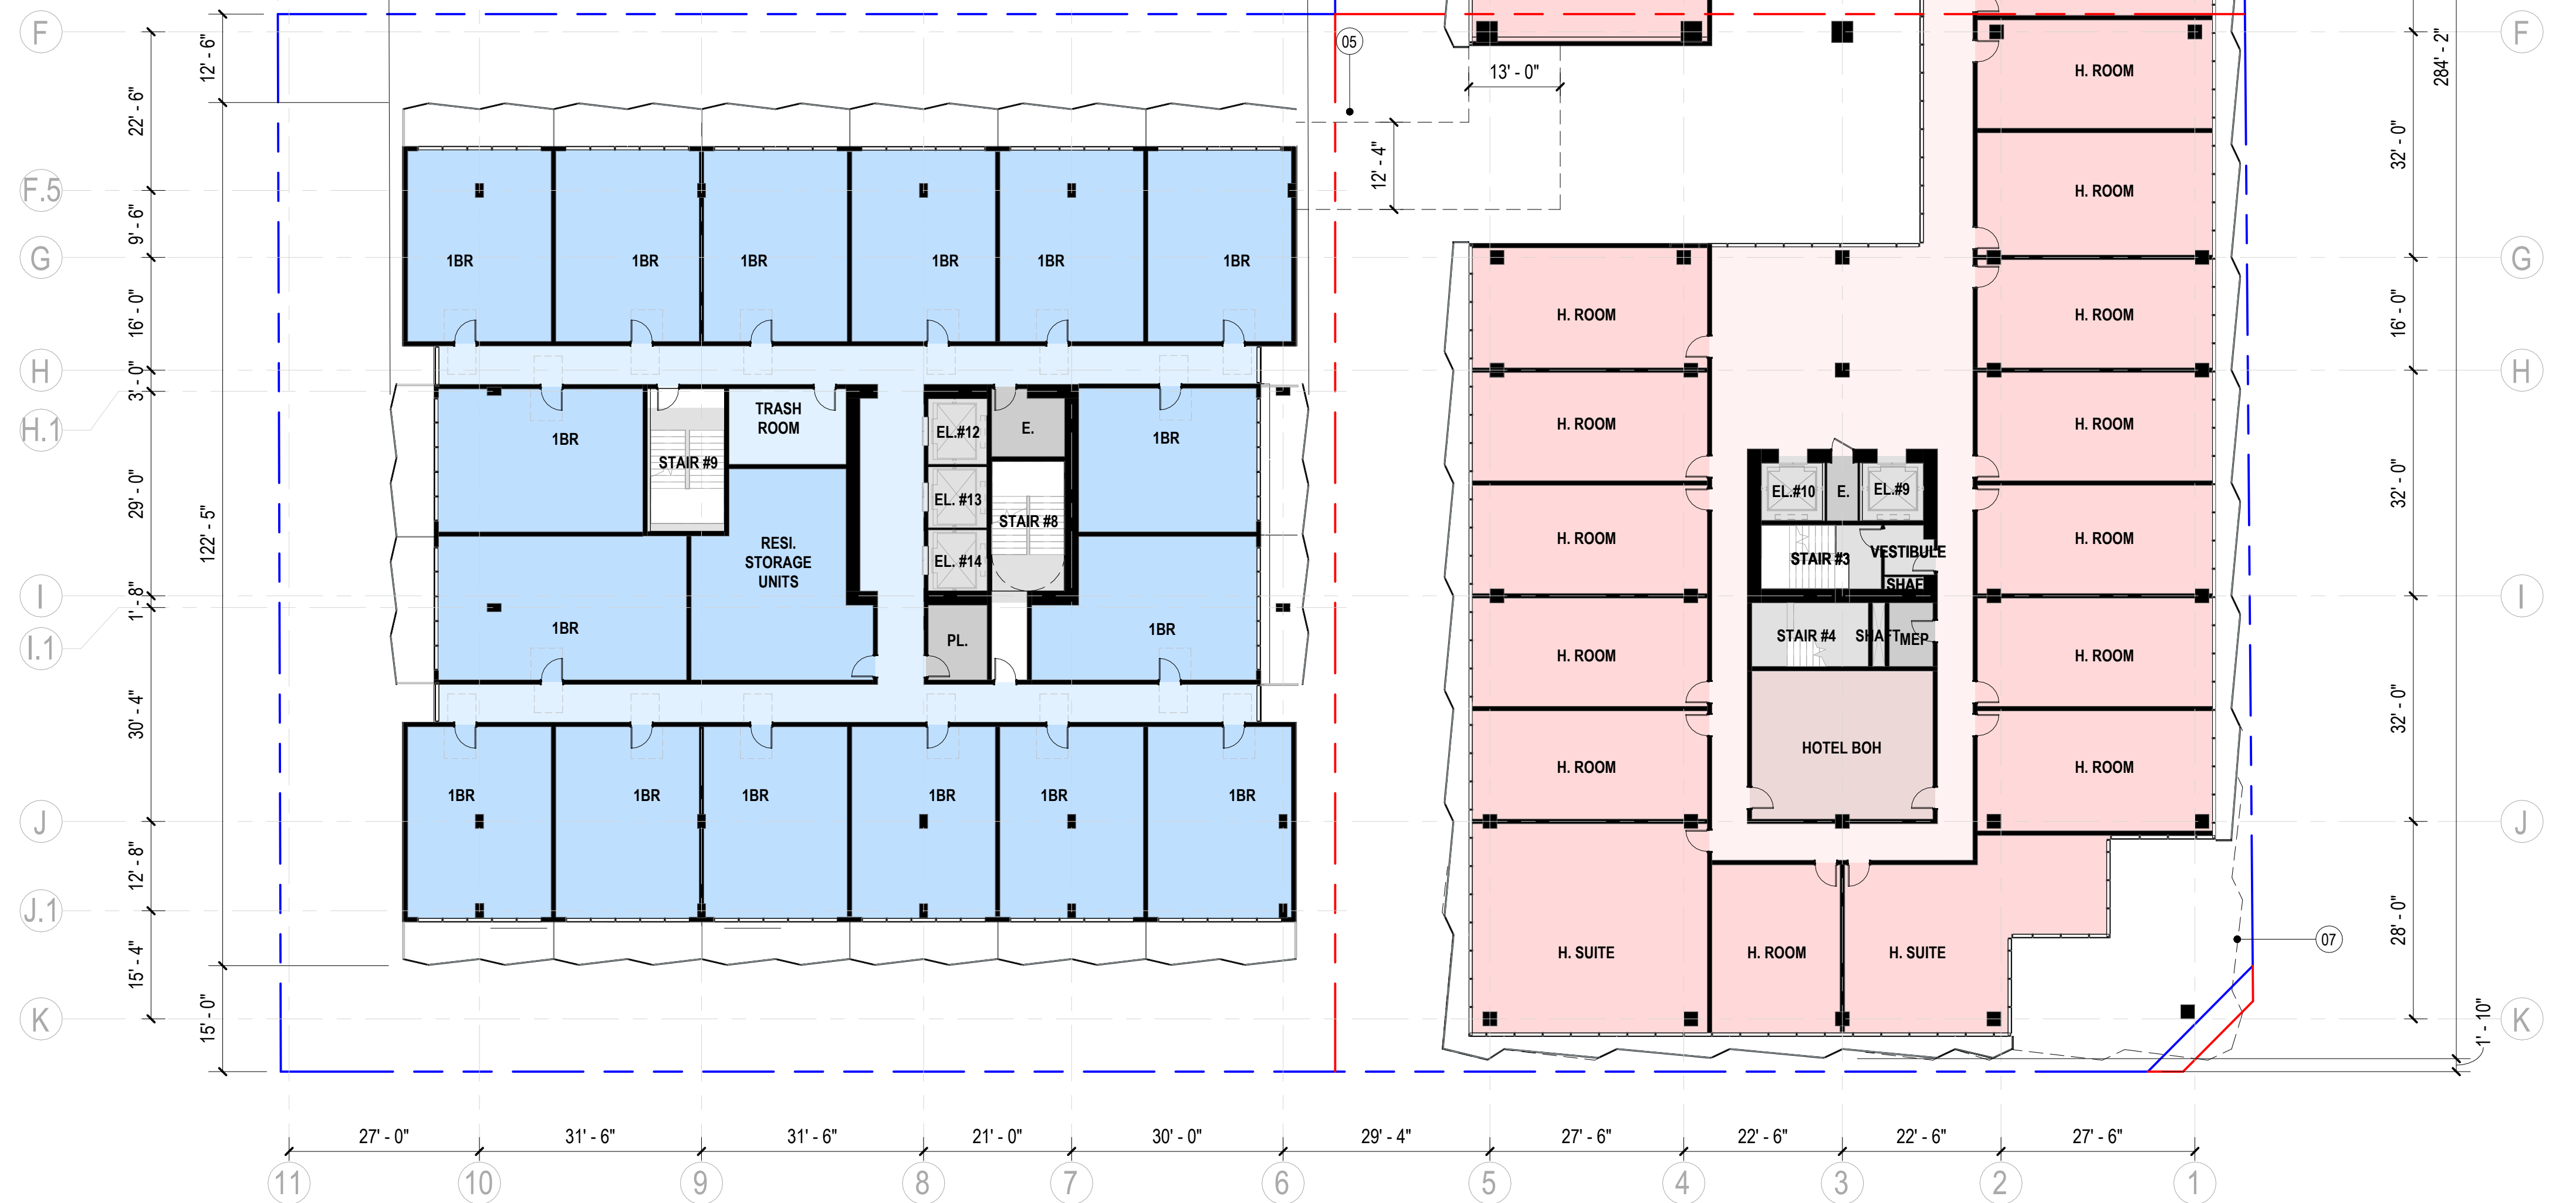 F
12' - 6"
22' - 6"
05
13' - 0"
12' - 4"
H. ROOM
32' - 0"
284' - 2"
F
F.5
9' - 6"
G
16' - 0"
1BR
1BR
1BR
1BR
1BR
1BR
H. ROOM
H. ROOM
H. ROOM
16' - 0"
G
H
3' - 0"
H.1
H
1BR
STAIR #9
TRASH
ROOM
EL.#12
E.
1BR
H. ROOM
H. ROOM
29' - 0"
122' - 5"
RESI.
STORAGE
UNITS
EL. #13
STAIR #8
EL. #14
H. ROOM
EL.#10
E.
EL.#9
STAIR #3
VESTIBULE
SHAF
H. ROOM
32' - 0"
I
1' - 8"
I.1
I
1BR
PL.
1BR
H. ROOM
STAIR #4
SHAFT
MEP
H. ROOM
30' - 4"
H. ROOM
HOTEL BOH
H. ROOM
32' - 0"
1BR
1BR
1BR
1BR
1BR
1BR
J
J
12' - 8"
J.1
15' - 4"
H. SUITE
H. ROOM
H. SUITE
07
28' - 0"
K
15' - 0"
1' - 10"
K
27' - 0"
31' - 6"
31' - 6"
21' - 0"
30' - 0"
29' - 4"
27' - 6"
22' - 6"
22' - 6"
27' - 6"
11
10
9
8
7
6
5
4
3
2
1